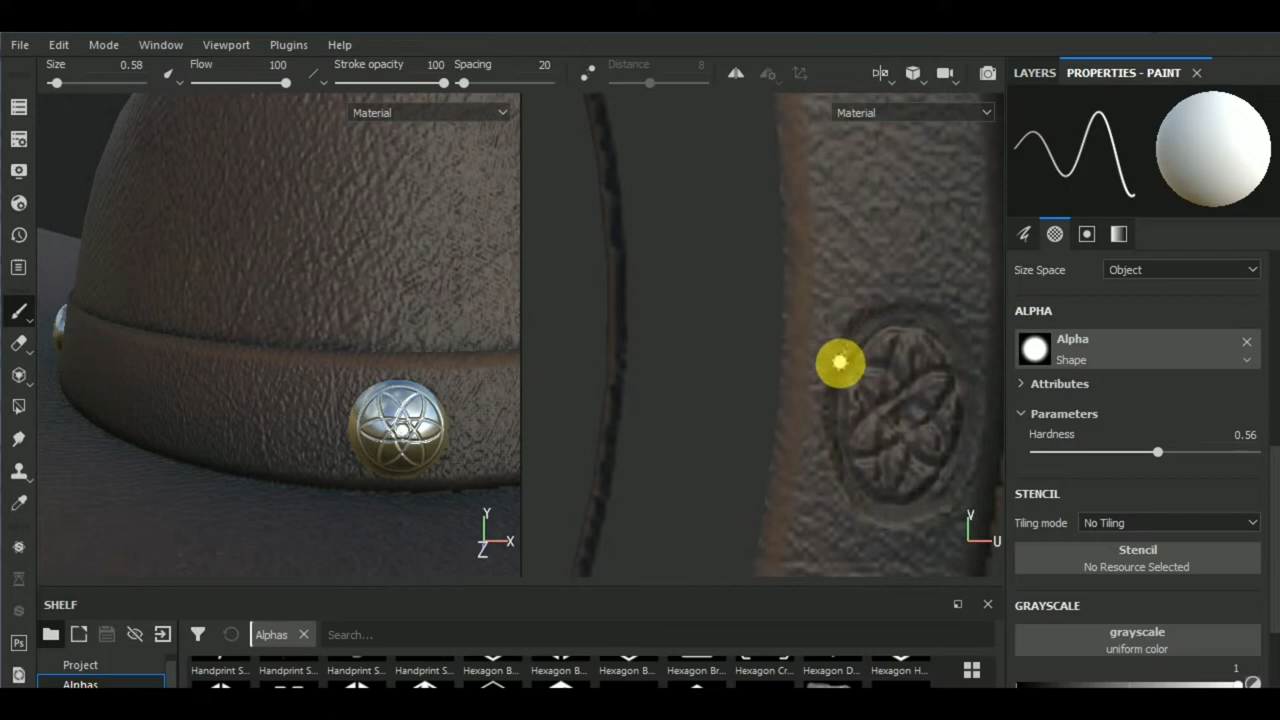 File Edit Mode Window Viewport Plugins Help
Size 0.58 Flow 100 Stroke opacity 100 Spacing 20 Distance 8
LAYERS PROPERTIES - PAINT
Material
Material
Size Space Object
ALPHA
Alpha
Shape
Attributes
Parameters
Hardness 0.56
STENCIL
Tiling mode No Tiling
Stencil
No Resource Selected
GRAYSCALE
grayscale
uniform color
1
Y
X
Z
V
U
SHELF
Alphas Search...
Project
Alphas
Handprint S... Handprint S... Handprint S... Handprint S... Hexagon B... Hexagon B... Hexagon B... Hexagon Br... Hexagon Cr... Hexagon D... Hexagon H...
Ps